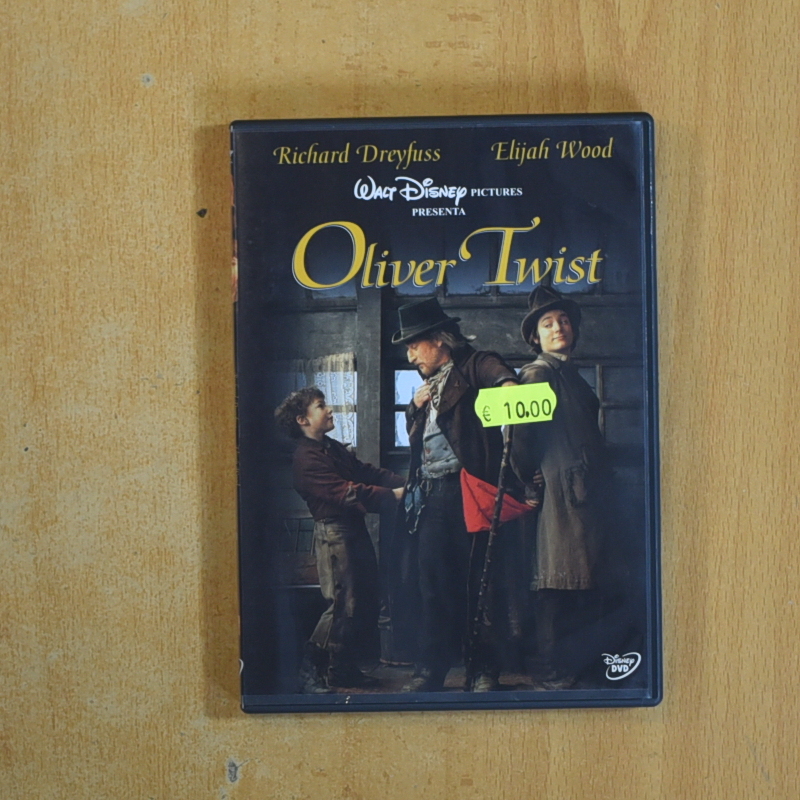 Richard Dreyfuss Elijah Wood
WALT DISNEY PICTURES
PRESENTA
OLIVER TWIST
€ 10.00
DISNEY
DVD